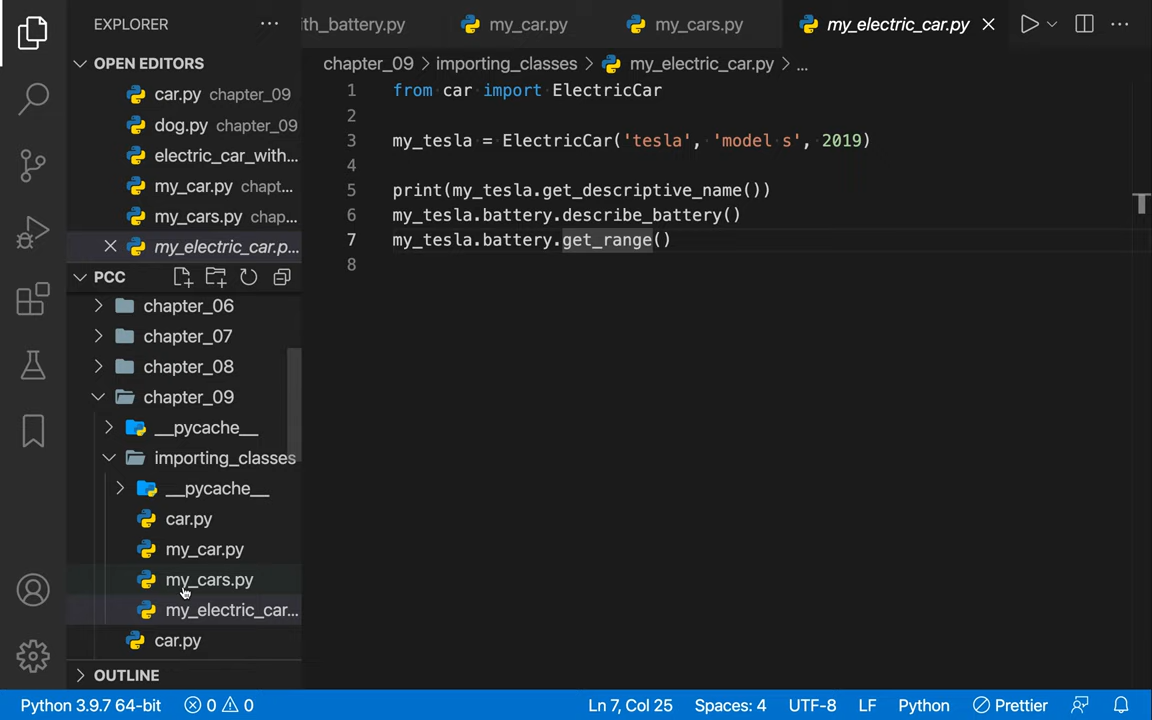 EXPLORER
OPEN EDITORS
car.py chapter_09
dog.py chapter_09
electric_car_with...
my_car.py chapt...
my_cars.py chap...
my_electric_car.p...
PCC
chapter_06
chapter_07
chapter_08
chapter_09
__pycache__
importing_classes
__pycache__
car.py
my_car.py
my_cars.py
my_electric_car...
car.py
OUTLINE
th_battery.py my_car.py my_cars.py my_electric_car.py
chapter_09 > importing_classes > my_electric_car.py > ...
1 from car import ElectricCar
2
3 my_tesla = ElectricCar('tesla', 'model s', 2019)
4
5 print(my_tesla.get_descriptive_name())
6 my_tesla.battery.describe_battery()
7 my_tesla.battery.get_range()
8
Python 3.9.7 64-bit 0 0 Ln 7, Col 25 Spaces: 4 UTF-8 LF Python Prettier